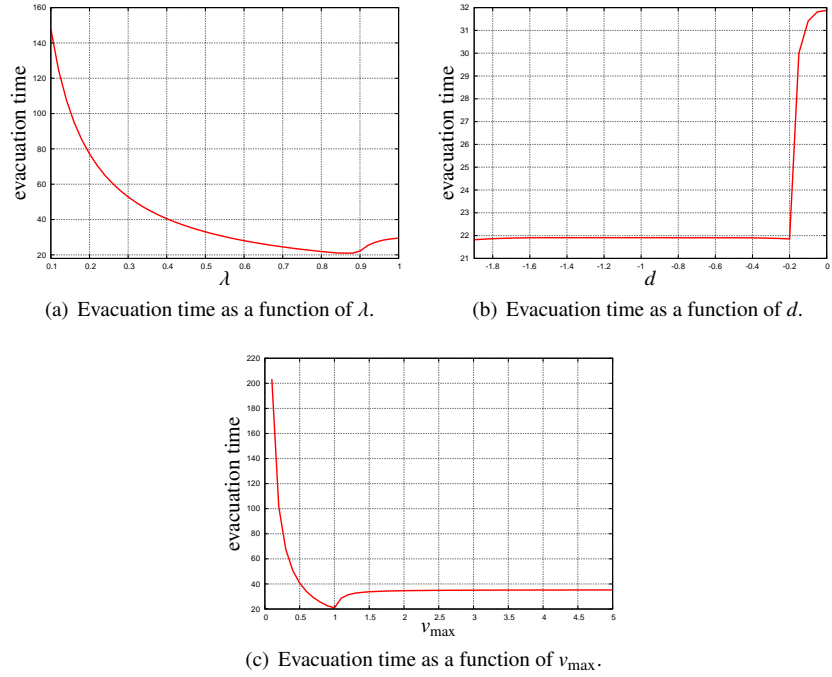 160
140
120
100
80
60
40
20
evacuation time
0.1 0.2 0.3 0.4 0.5 0.6 0.7 0.8 0.9 1
λ
(a) Evacuation time as a function of λ.
32
31
30
29
28
27
26
25
24
23
22
21
evacuation time
-1.8 -1.6 -1.4 -1.2 -1 -0.8 -0.6 -0.4 -0.2 0
d
(b) Evacuation time as a function of d.
220
200
180
160
140
120
100
80
60
40
20
evacuation time
0 0.5 1 1.5 2 2.5 3 3.5 4 4.5 5
vmax
(c) Evacuation time as a function of vmax.